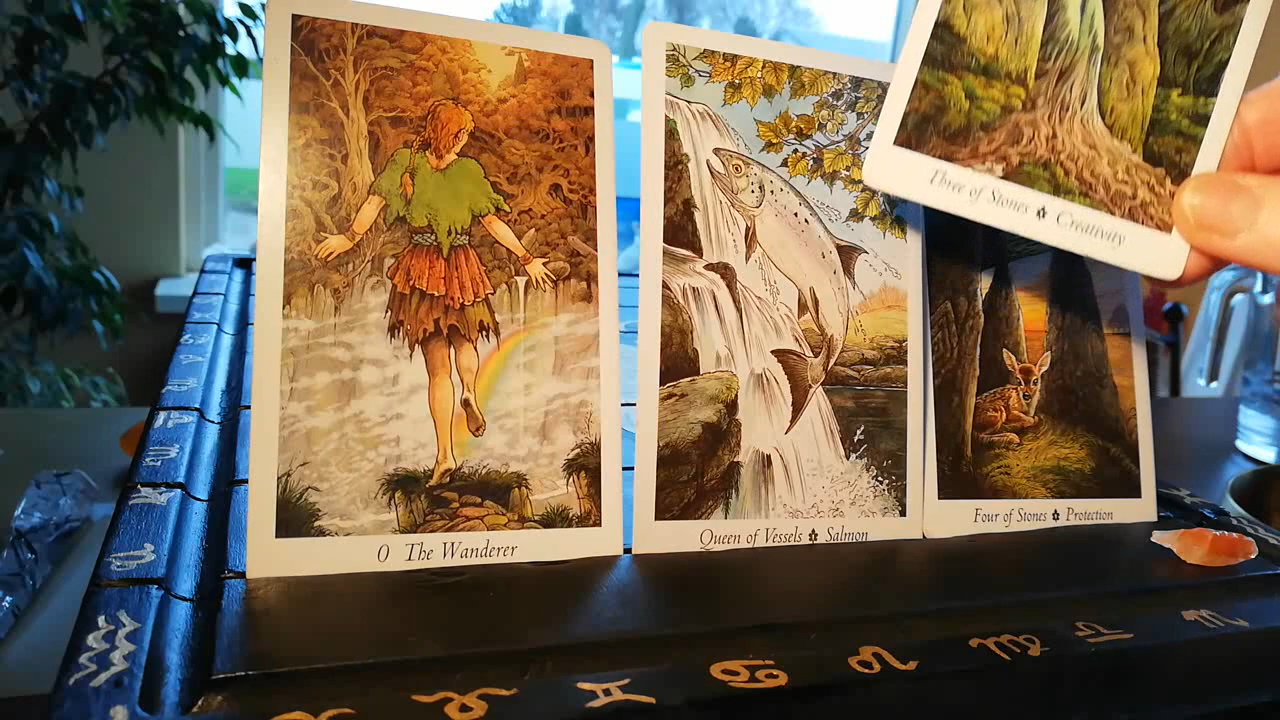 0 The Wanderer
Queen of Vessels ✡ Salmon
Three of Stones ✡ Creativity
Four of Stones ✡ Protection
♒
♉
♊
♋
♌
♍
♎
♏